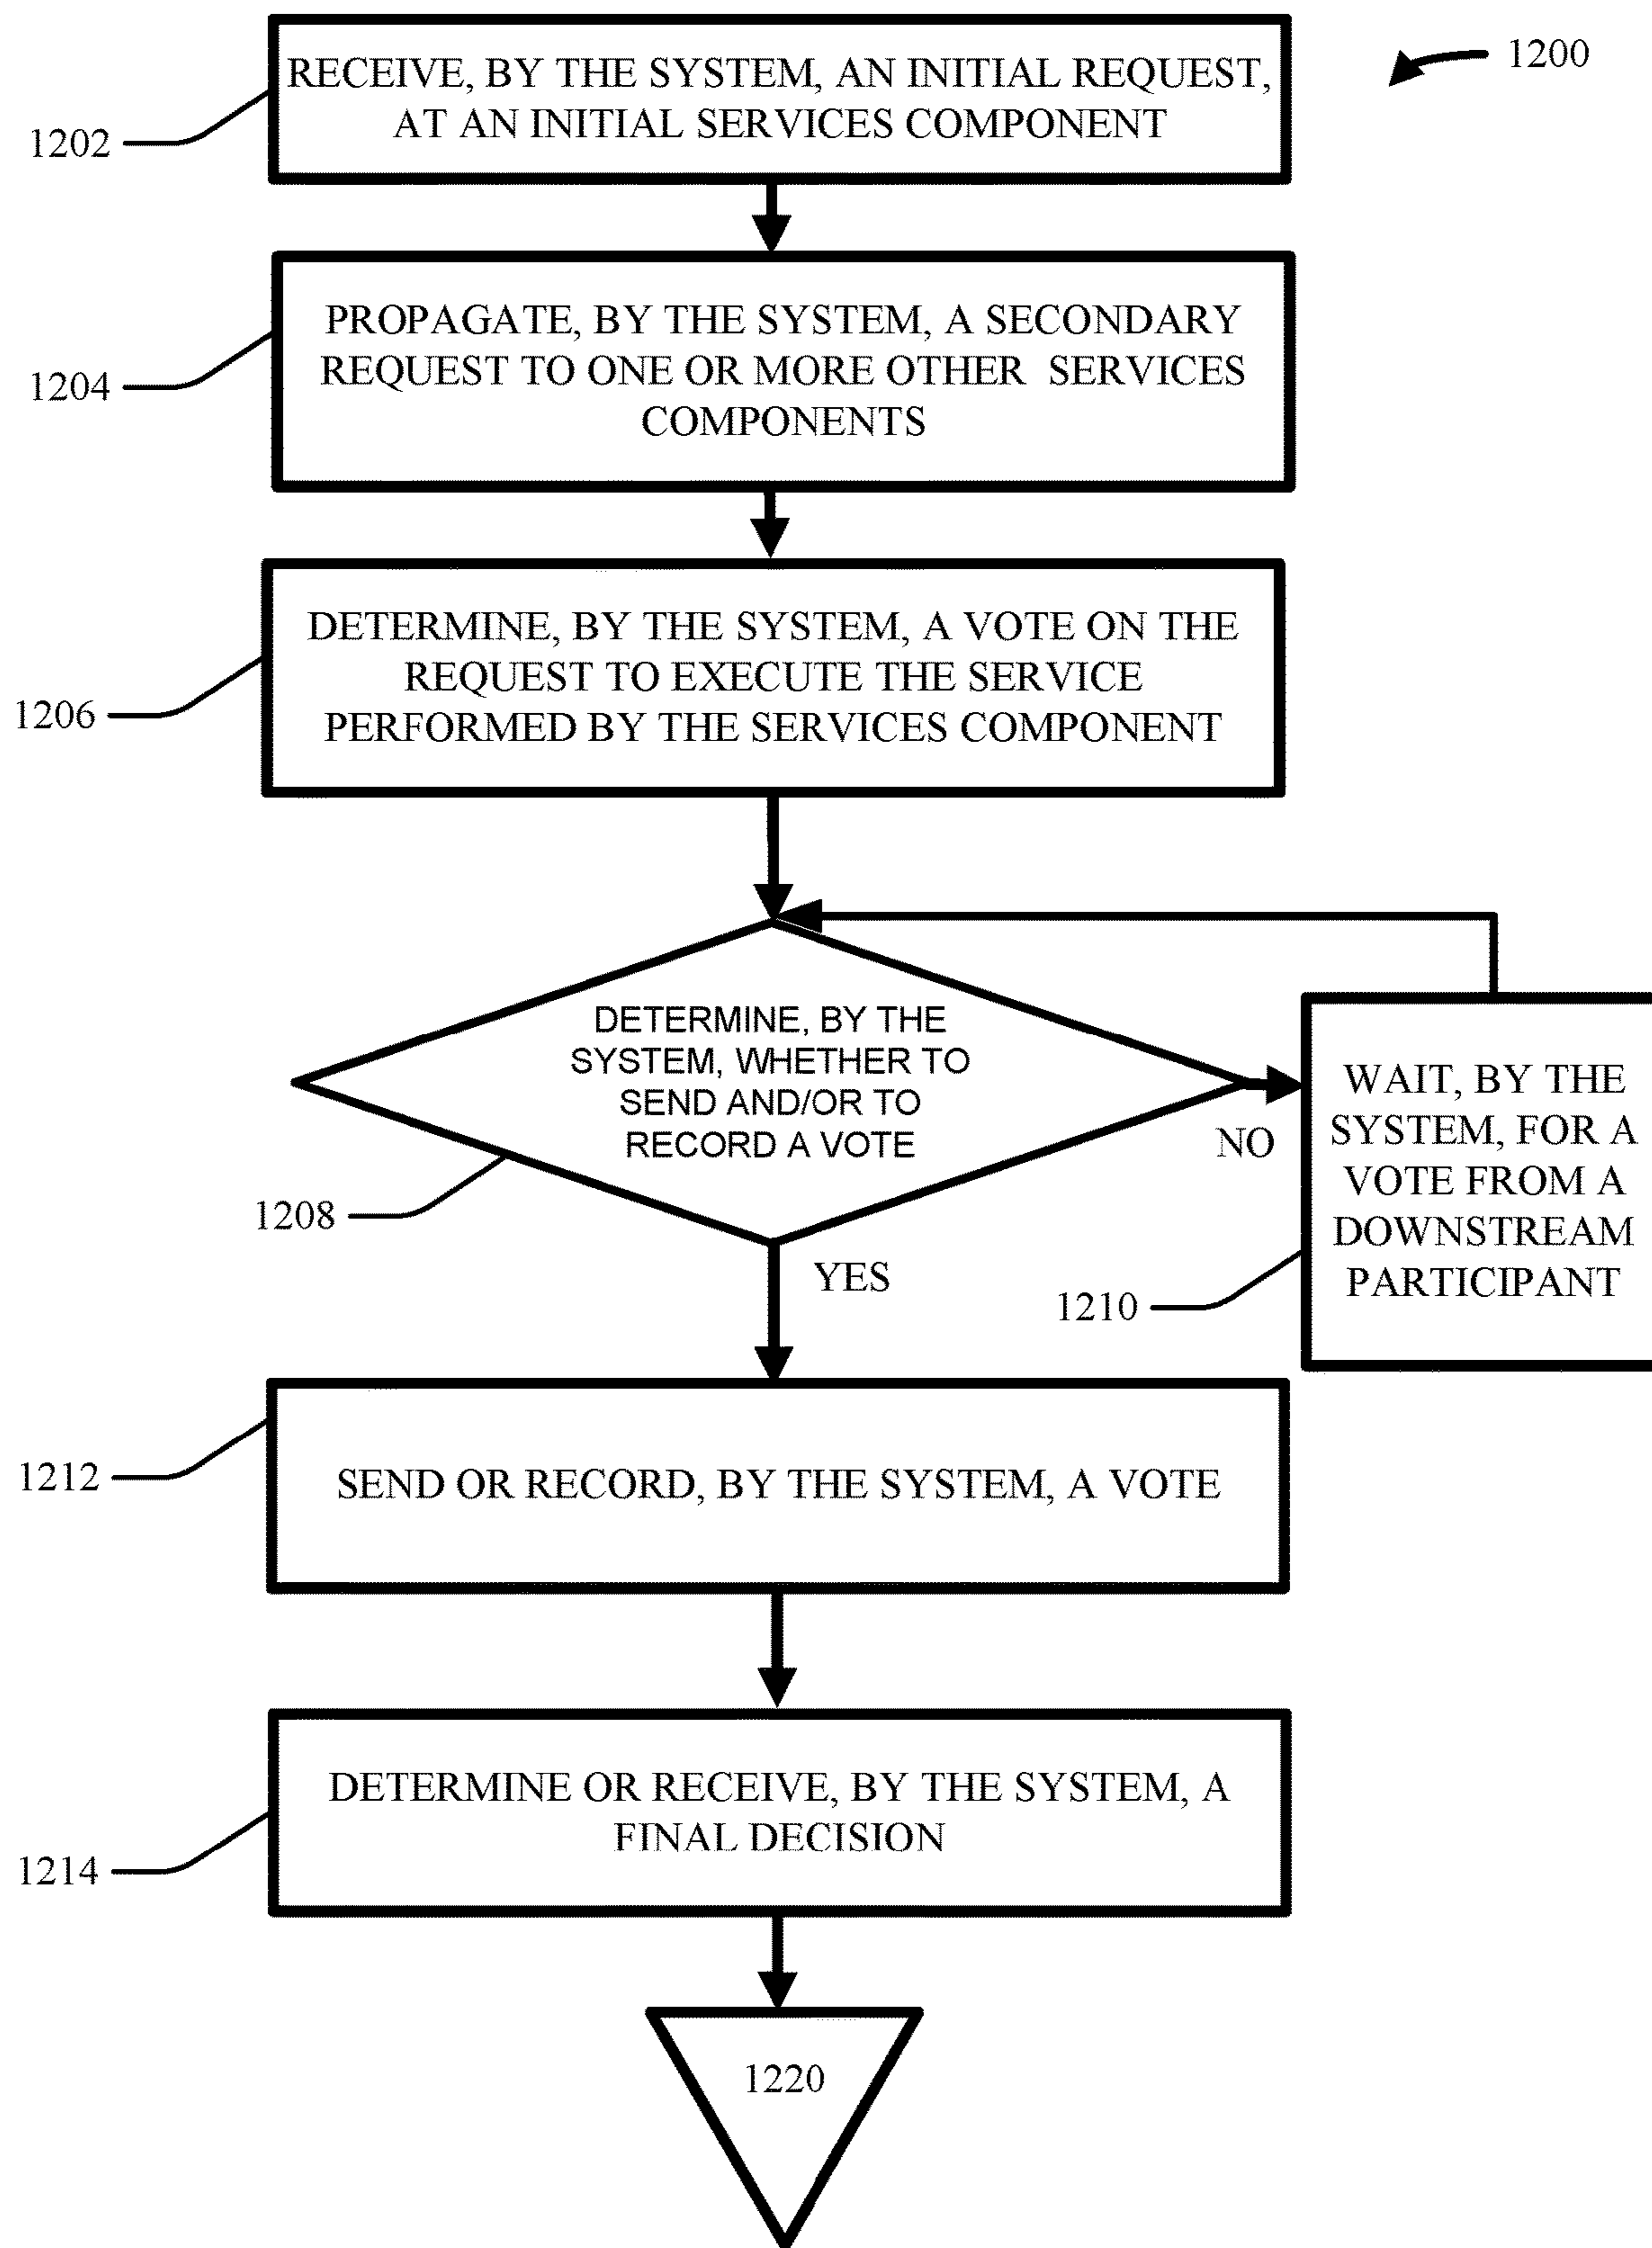 1200
RECEIVE, BY THE SYSTEM, AN INITIAL REQUEST,
AT AN INITIAL SERVICES COMPONENT
1202
PROPAGATE, BY THE SYSTEM, A SECONDARY
REQUEST TO ONE OR MORE OTHER SERVICES
COMPONENTS
1204
DETERMINE, BY THE SYSTEM, A VOTE ON THE
REQUEST TO EXECUTE THE SERVICE
PERFORMED BY THE SERVICES COMPONENT
1206
DETERMINE, BY THE
SYSTEM, WHETHER TO
SEND AND/OR TO
RECORD A VOTE
1208
NO
WAIT, BY THE
SYSTEM, FOR A
VOTE FROM A
DOWNSTREAM
PARTICIPANT
1210
YES
SEND OR RECORD, BY THE SYSTEM, A VOTE
1212
DETERMINE OR RECEIVE, BY THE SYSTEM, A
FINAL DECISION
1214
1220